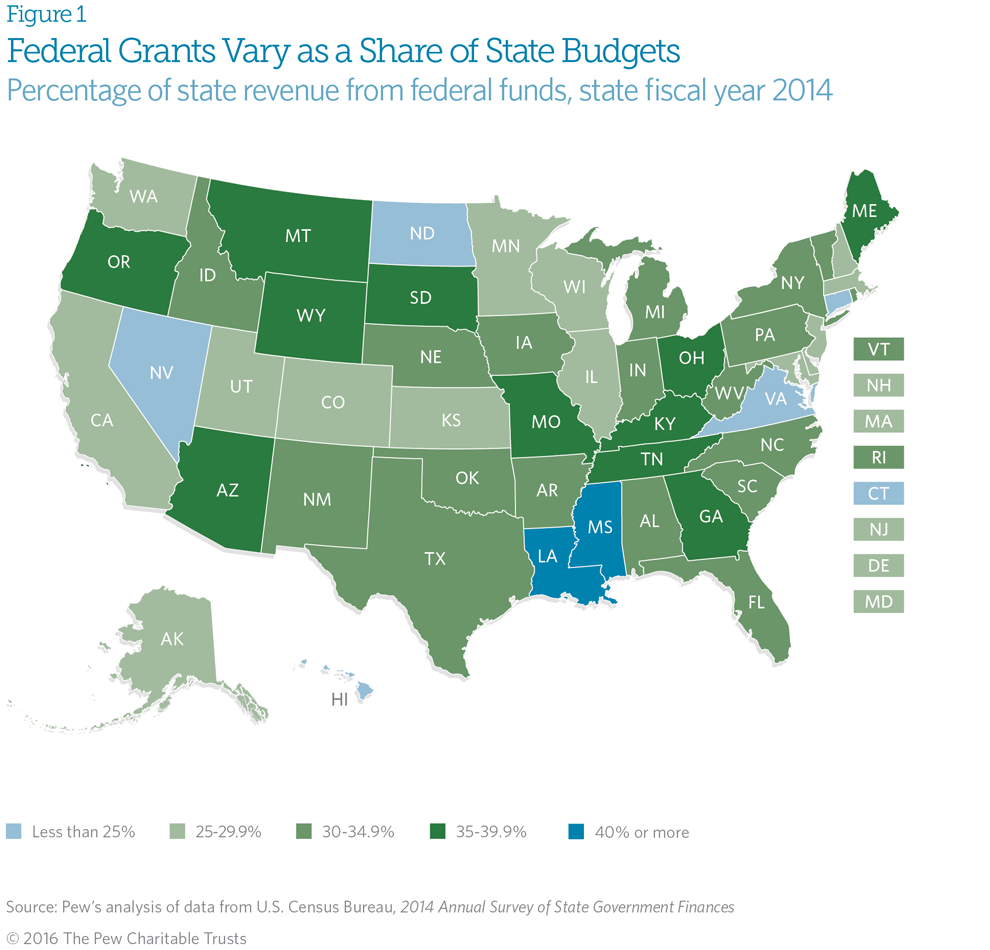 Figure 1
Federal Grants Vary as a Share of State Budgets
Percentage of state revenue from federal funds, state fiscal year 2014
WA
MT
ND
MN
ME
OR
ID
SD
WI
NY
WY
MI
IA
PA
NE
OH
NV
UT
IL
IN
CO
WV
VA
CA
KS
MO
KY
NC
TN
AZ
NM
OK
AR
SC
MS
AL
GA
TX
LA
FL
AK
HI
VT
NH
MA
RI
CT
NJ
DE
MD
Less than 25%
25-29.9%
30-34.9%
35-39.9%
40% or more
Source: Pew's analysis of data from U.S. Census Bureau, 2014 Annual Survey of State Government Finances
© 2016 The Pew Charitable Trusts